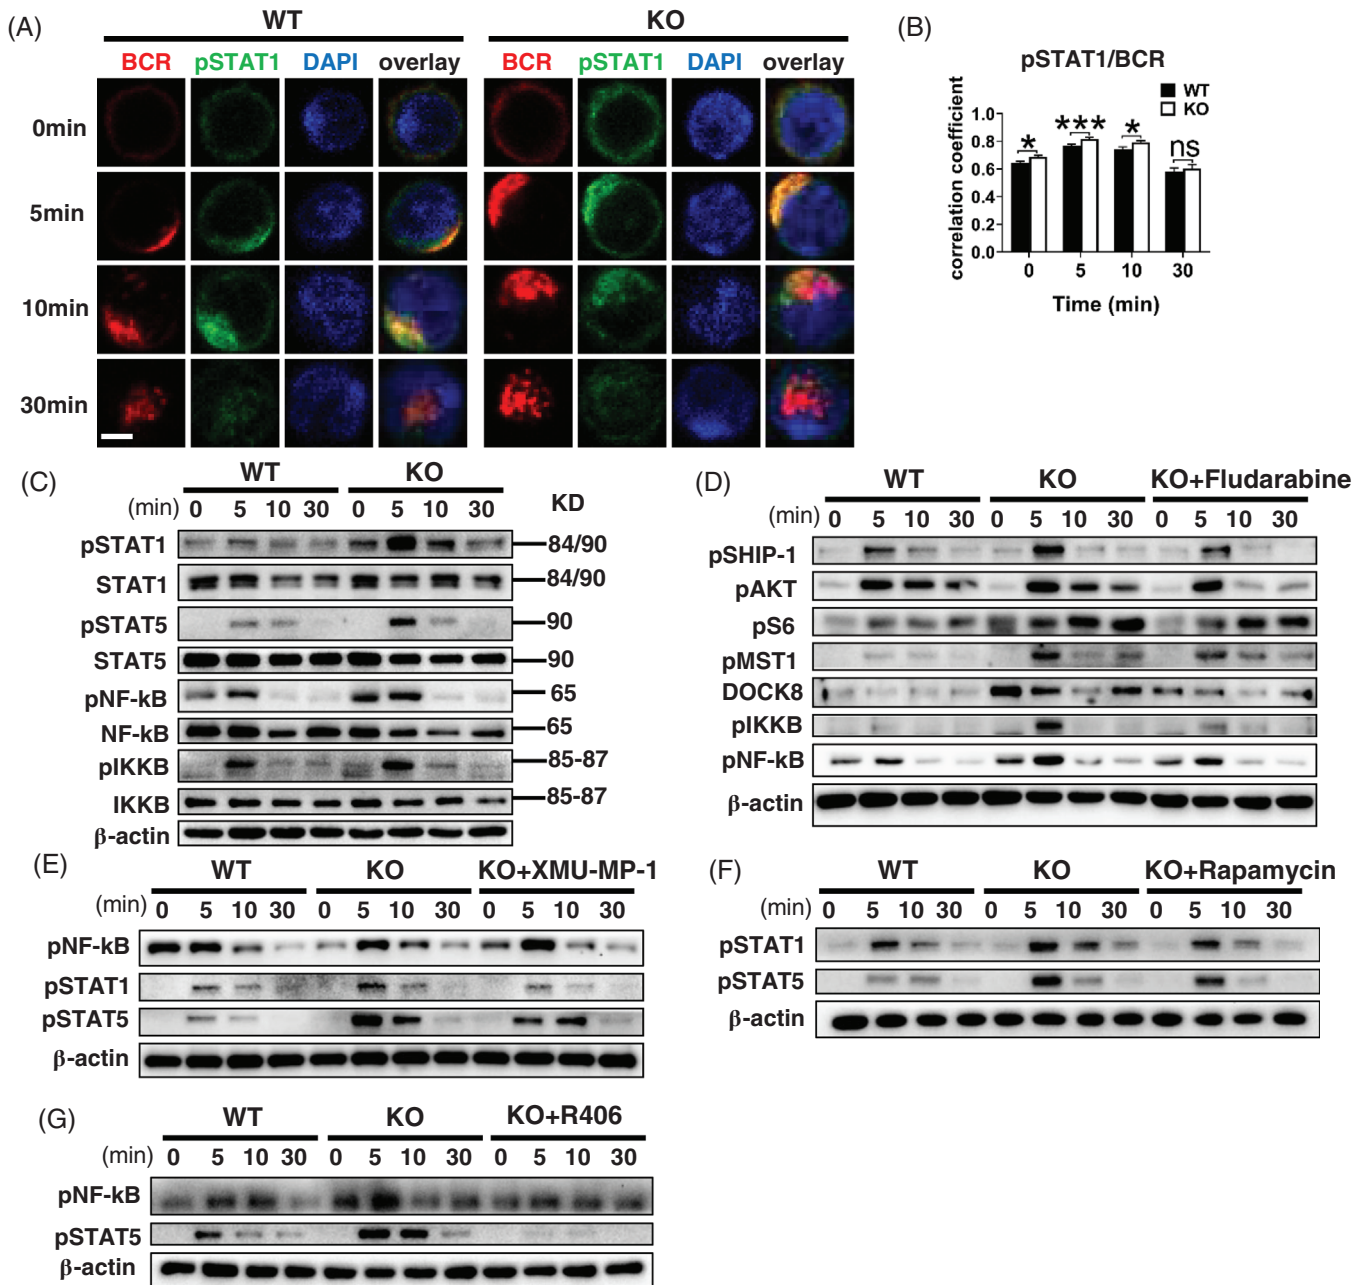 (A)
WT
KO
BCR pSTAT1 DAPI overlay BCR pSTAT1 DAPI overlay
0min
5min
10min
30min
(B)
pSTAT1/BCR
WT
KO
correlation coefficient
1.0
0.8
0.6
0.4
0.2
0.0
* *** * ns
0 5 10 30
Time (min)
(C)
WT KO
(min) 0 5 10 30 0 5 10 30 KD
pSTAT1 84/90
STAT1 84/90
pSTAT5 90
STAT5 90
pNF-kB 65
NF-kB 65
pIKKB 85-87
IKKB 85-87
β-actin
(D)
WT KO KO+Fludarabine
(min) 0 5 10 30 0 5 10 30 0 5 10 30
pSHIP-1
pAKT
pS6
pMST1
DOCK8
pIKKB
pNF-kB
β-actin
(E)
WT KO KO+XMU-MP-1
(min) 0 5 10 30 0 5 10 30 0 5 10 30
pNF-kB
pSTAT1
pSTAT5
β-actin
(F)
WT KO KO+Rapamycin
(min) 0 5 10 30 0 5 10 30 0 5 10 30
pSTAT1
pSTAT5
β-actin
(G)
WT KO KO+R406
(min) 0 5 10 30 0 5 10 30 0 5 10 30
pNF-kB
pSTAT5
β-actin